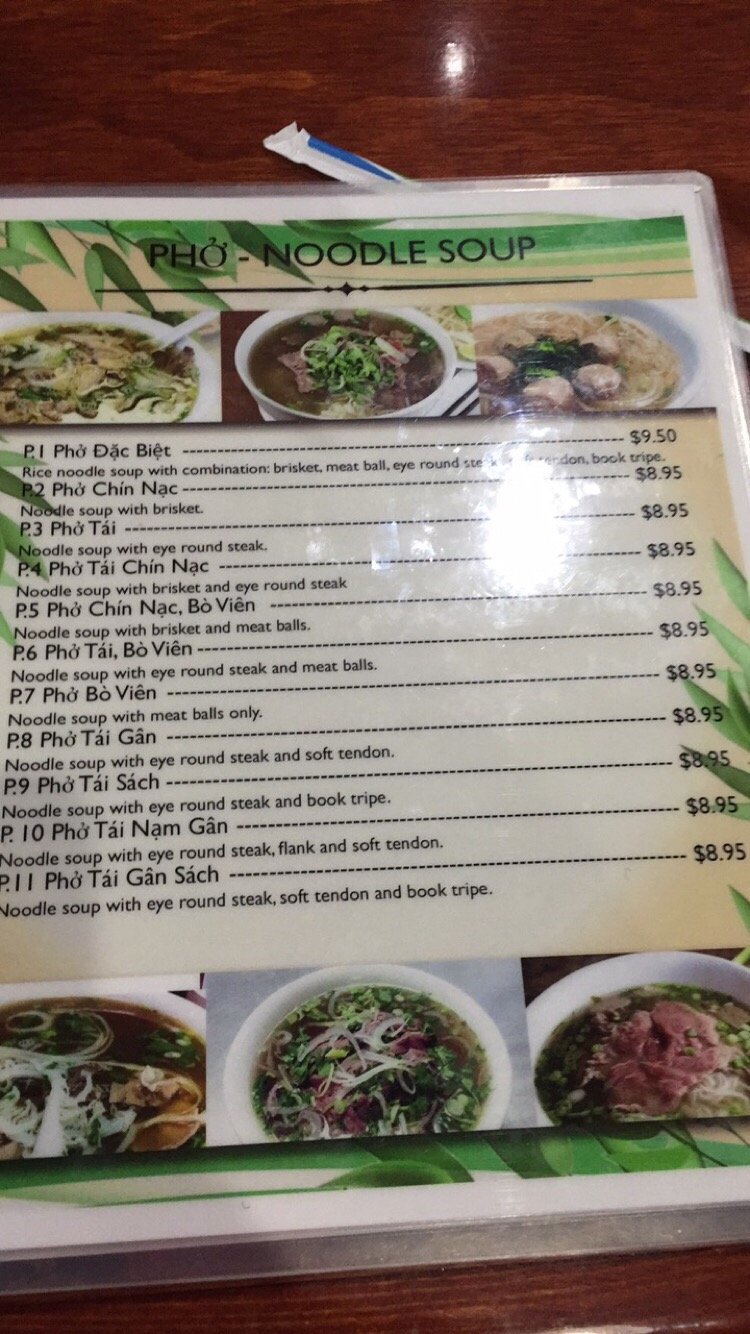 PHỞ - NOODLE SOUP
P.1 Phở Đặc Biệt ---------- $9.50
Rice noodle soup with combination: brisket, meat ball, eye round tendon, book tripe.
P.2 Phở Chín Nạc ---------- $8.95
Noodle soup with brisket.
P.3 Phở Tái ---------- $8.95
Noodle soup with eye round steak.
P.4 Phở Tái Chín Nạc ---------- $8.95
Noodle soup with brisket and eye round steak
P.5 Phở Chín Nạc, Bò Viên ---------- $8.95
Noodle soup with brisket and meat balls.
P.6 Phở Tái, Bò Viên ---------- $8.95
Noodle soup with eye round steak and meat balls.
P.7 Phở Bò Viên ---------- $8.95
Noodle soup with meat balls only.
P.8 Phở Tái Gân ---------- $8.95
Noodle soup with eye round steak and soft tendon.
P.9 Phở Tái Sách ---------- $8.95
Noodle soup with eye round steak and book tripe.
P. 10 Phở Tái Nạm Gân ---------- $8.95
Noodle soup with eye round steak, flank and soft tendon.
P.11 Phở Tái Gân Sách ---------- $8.95
Noodle soup with eye round steak, soft tendon and book tripe.